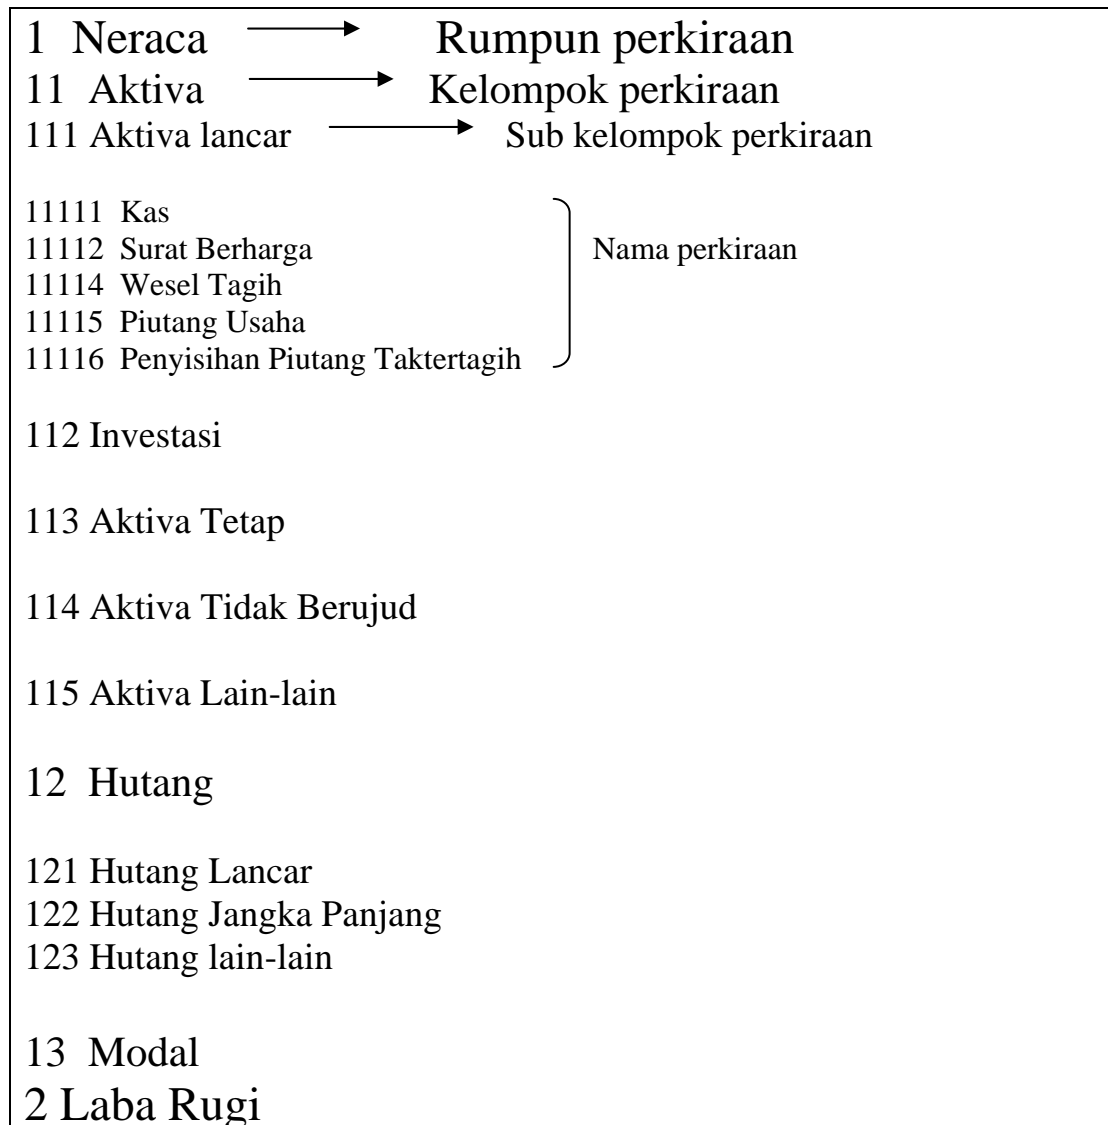 1 Neraca Rumpun perkiraan
11 Aktiva Kelompok perkiraan
111 Aktiva lancar Sub kelompok perkiraan
11111 Kas
11112 Surat Berharga Nama perkiraan
11114 Wesel Tagih
11115 Piutang Usaha
11116 Penyisihan Piutang Taktertagih
112 Investasi
113 Aktiva Tetap
114 Aktiva Tidak Berujud
115 Aktiva Lain-lain
12 Hutang
121 Hutang Lancar
122 Hutang Jangka Panjang
123 Hutang lain-lain
13 Modal
2 Laba Rugi